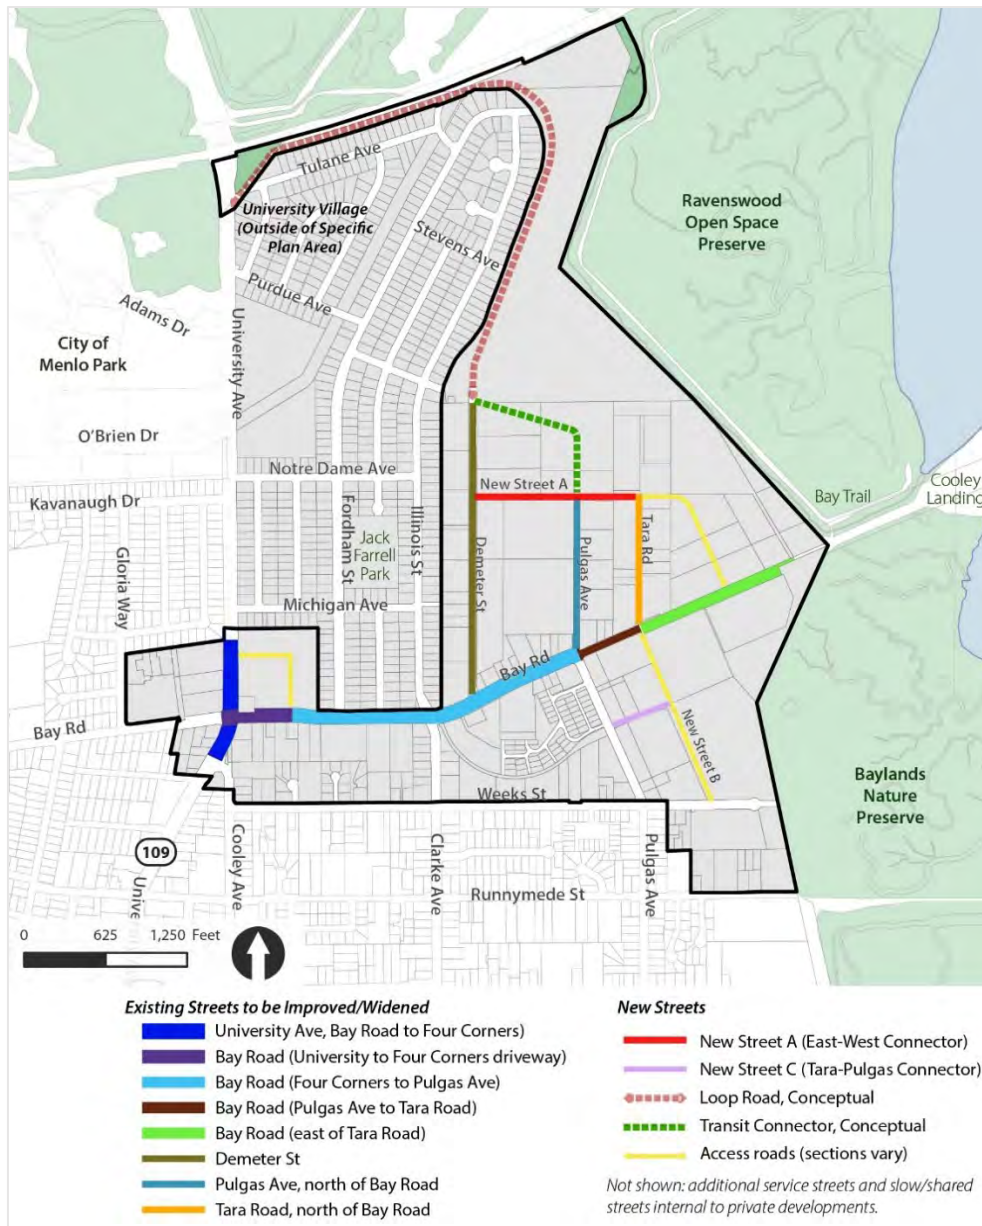 Tulane Ave
University Village
(Outside of Specific
Plan Area)
Stevens Ave
Purdue Ave
Ravenswood
Open Space
Preserve
Adams Dr
City of
Menlo Park
University Ave
O'Brien Dr
Notre Dame Ave
Kavanaugh Dr
New Street A
Bay Trail
Cooley
Landing
Fordham St
Jack
Farrell
Park
Illinois St
Demeter St
Pulgas Ave
Tara Rd
Gloria Way
Michigan Ave
Bay Rd
Bay Rd
New Street B
Weeks St
Baylands
Nature
Preserve
109
Unive
Cooley Ave
Clarke Ave
Pulgas Ave
Runnymede St
0 625 1,250 Feet
Existing Streets to be Improved/Widened
University Ave, Bay Road to Four Corners)
Bay Road (University to Four Corners driveway)
Bay Road (Four Corners to Pulgas Ave)
Bay Road (Pulgas Ave to Tara Road)
Bay Road (east of Tara Road)
Demeter St
Pulgas Ave, north of Bay Road
Tara Road, north of Bay Road
New Streets
New Street A (East-West Connector)
New Street C (Tara-Pulgas Connector)
Loop Road, Conceptual
Transit Connector, Conceptual
Access roads (sections vary)
Not shown: additional service streets and slow/shared
streets internal to private developments.